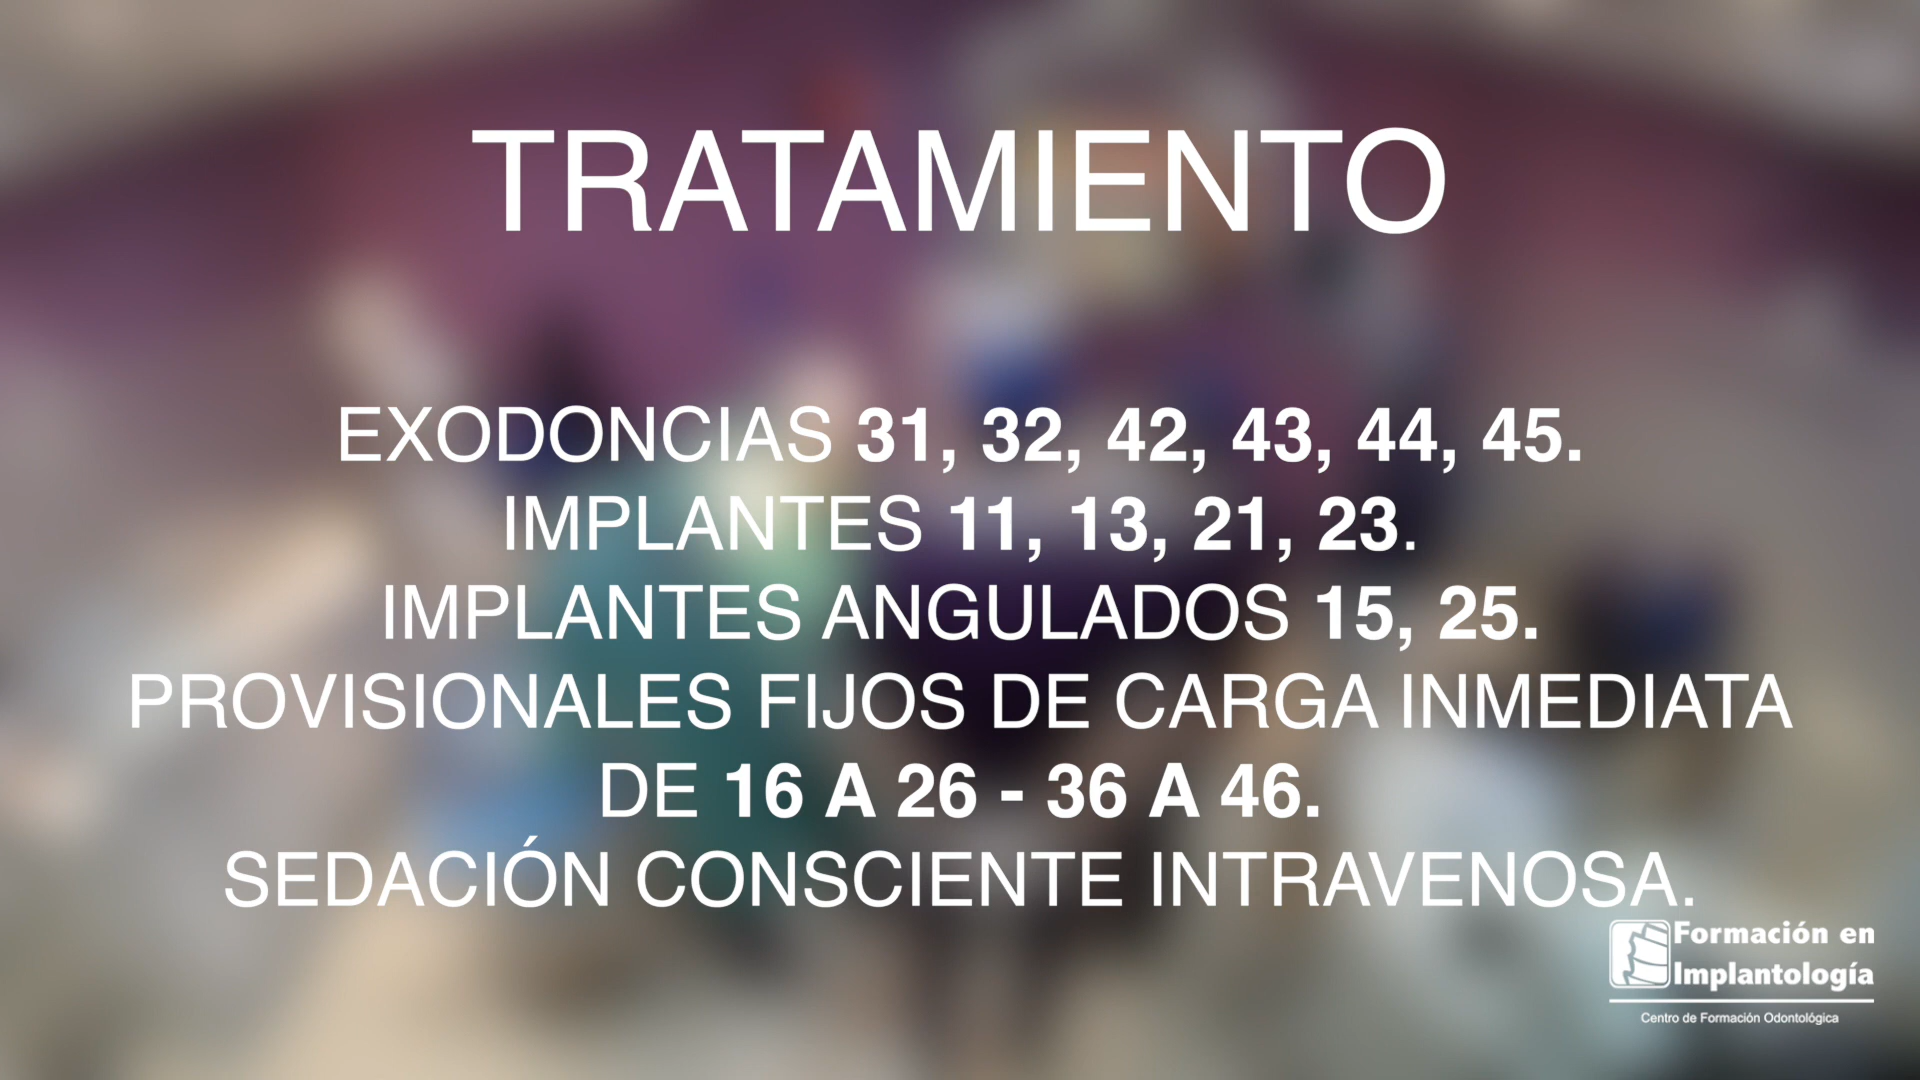 TRATAMIENTO
EXODONCIAS 31, 32, 42, 43, 44, 45.
IMPLANTES 11, 13, 21, 23.
IMPLANTES ANGULADOS 15, 25.
PROVISIONALES FIJOS DE CARGA INMEDIATA
DE 16 A 26 - 36 A 46.
SEDACIÓN CONSCIENTE INTRAVENOSA.
Formación en
Implantología
Centro de Formación Odontológica